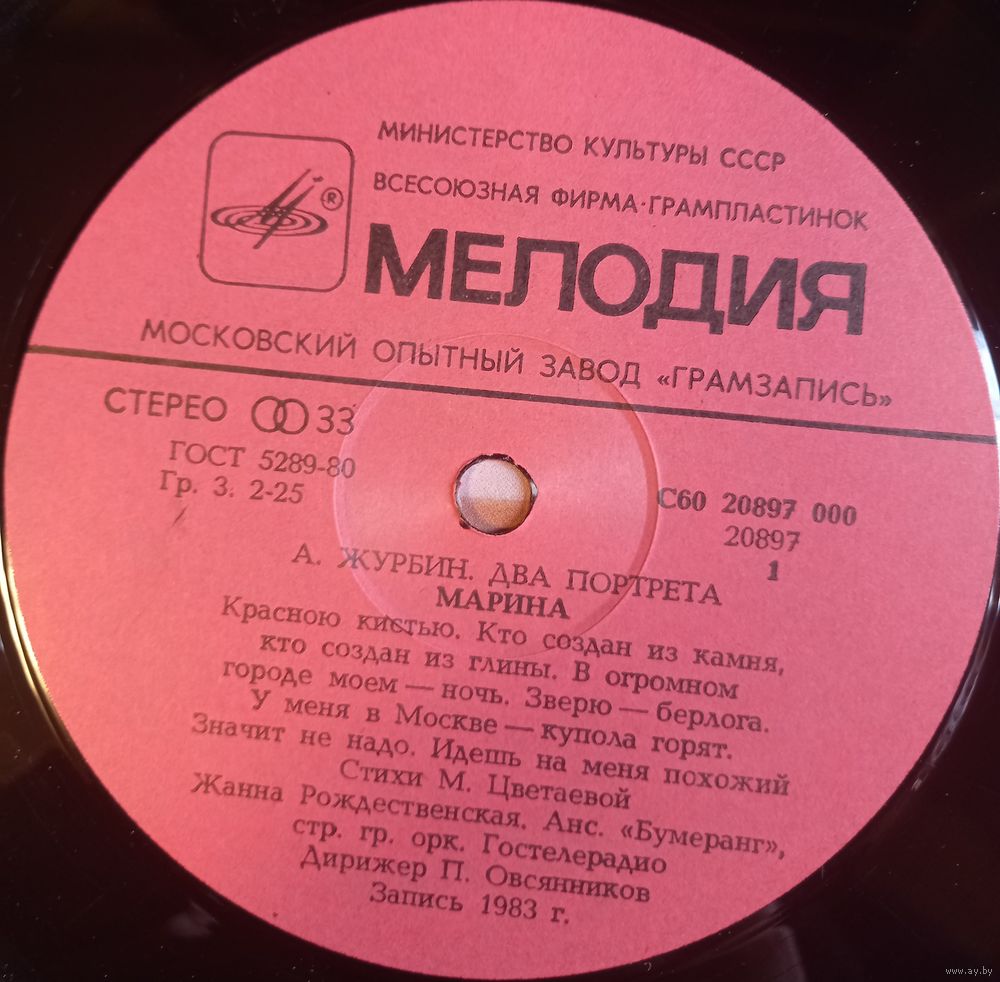 МИНИСТЕРСТВО КУЛЬТУРЫ СССР
ВСЕСОЮЗНАЯ ФИРМА·ГРАМПЛАСТИНОК
®
МЕЛОДИЯ
МОСКОВСКИЙ ОПЫТНЫЙ ЗАВОД «ГРАМЗАПИСЬ»
СТЕРЕО 33
ГОСТ 5289-80
Гр. 3. 2-25
С60 20897 000
20897
1
А. ЖУРБИН. ДВА ПОРТРЕТА
МАРИНА
Красною кистью. Кто создан из камня,
кто создан из глины. В огромном
городе моем — ночь. Зверю — берлога.
У меня в Москве — купола горят.
Значит не надо. Идешь на меня похожий
Стихи М. Цветаевой
Жанна Рождественская. Анс. «Бумеранг»,
стр. гр. орк. Гостелерадио
Дирижер П. Овсянников
Запись 1983 г.
www.ay.by